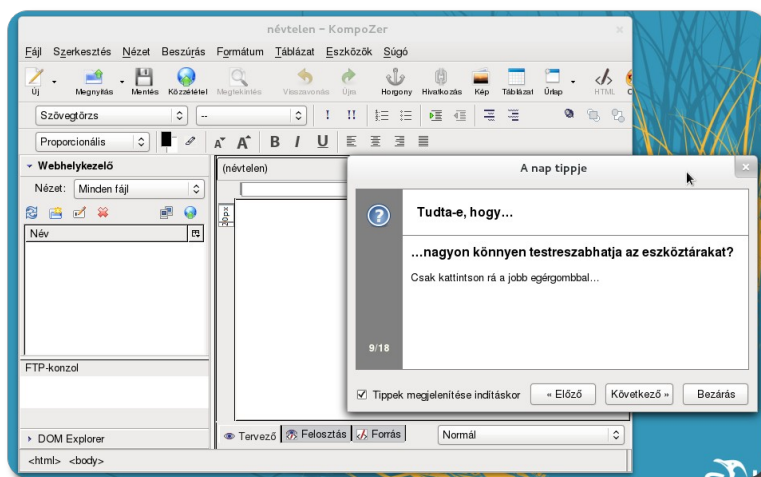 névtelen – KompoZer
Fájl Szerkesztés Nézet Beszúrás Formátum Táblázat Eszközök Súgó
Új Megnyitás Mentés Közzététel Megtekintés Visszavonás Újra Horgony Hivatkozás Kép Táblázat Űrlap HTML
Szövegtörzs -- ! !!
Proporcionális A A B I U
Webhelykezelő
(névtelen)
Nézet: Minden fájl
Név
20px
A nap tippje
Tudta-e, hogy…
…nagyon könnyen testreszabhatja az eszköztárakat?
Csak kattintson rá a jobb egérgombbal…
9/18
FTP-konzol
Tippek megjelenítése indításkor « Előző Következő » Bezárás
DOM Explorer
Tervező Felosztás Forrás Normál
<html> <body>